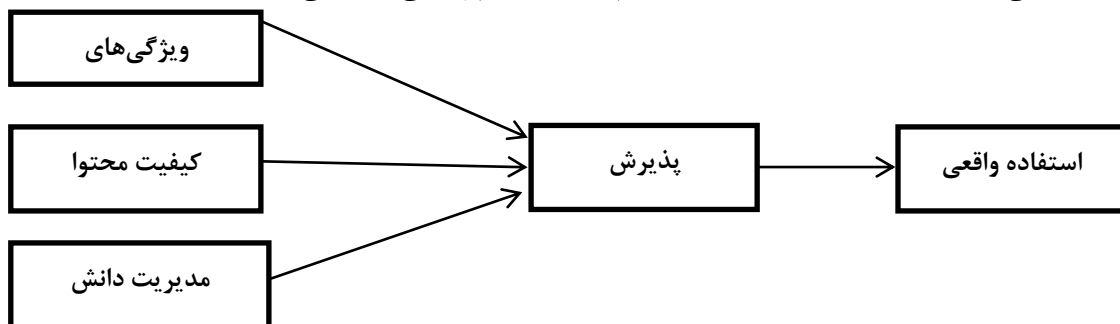 ویژگی‌های
کیفیت محتوا
مدیریت دانش
پذیرش
استفاده واقعی